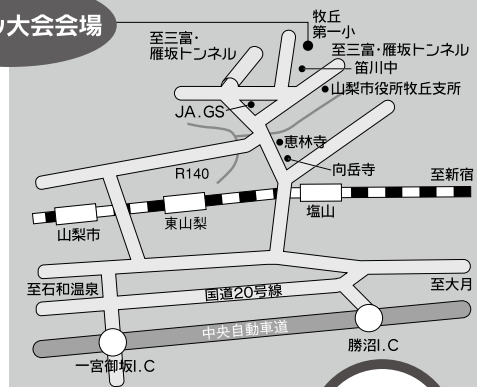 ル大会会場
牧丘
第一小
至三富・
雁坂トンネル
至三富・雁坂トンネル
笛川中
山梨市役所牧丘支所
JA.GS
恵林寺
向岳寺
R140
至新宿
塩山
東山梨
山梨市
至石和温泉
国道20号線
至大月
中央自動車道
勝沼I.C
一宮御坂I.C